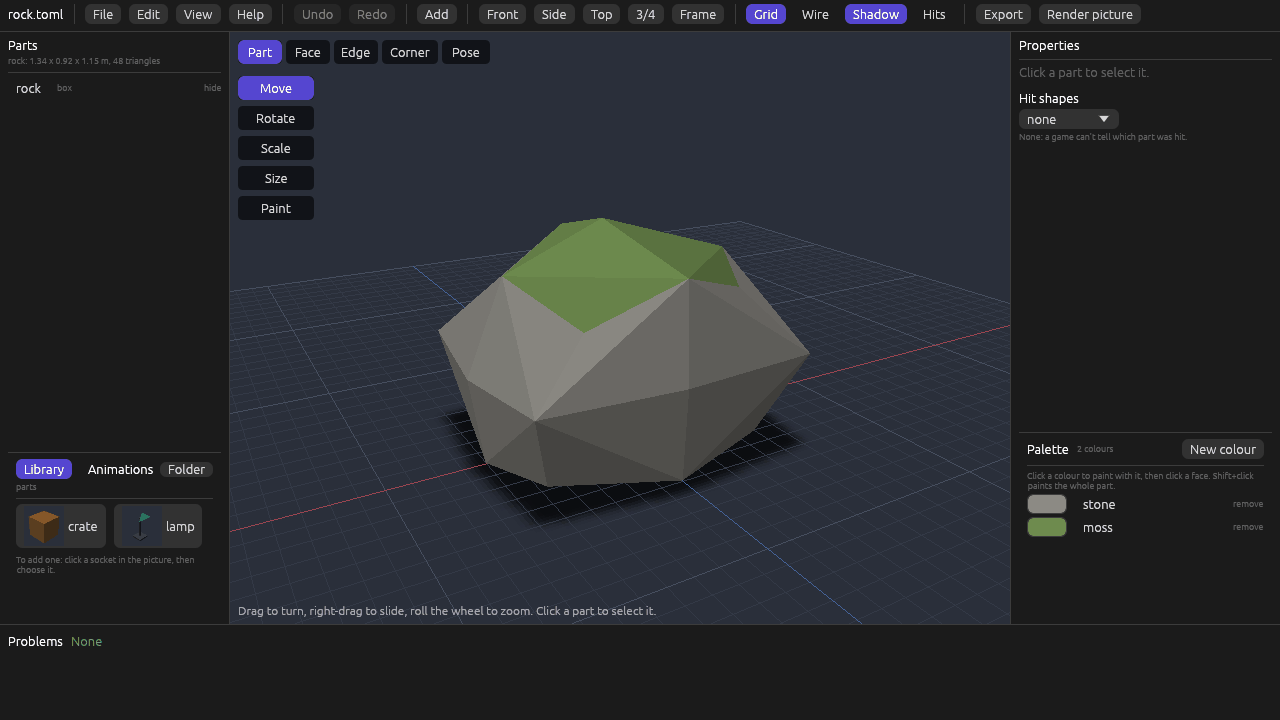 rock.toml File Edit View Help Undo Redo Add Front Side Top 3/4 Frame Grid Wire Shadow Hits Export Render picture
Parts
rock: 1.34 x 0.92 x 1.15 m, 48 triangles
rock box hide
Library Animations Folder
parts
crate lamp
To add one: click a socket in the picture, then
choose it.
Part Face Edge Corner Pose
Move
Rotate
Scale
Size
Paint
Drag to turn, right-drag to slide, roll the wheel to zoom. Click a part to select it.
Properties
Click a part to select it.
Hit shapes
none
None: a game can't tell which part was hit.
Palette 2 colours New colour
Click a colour to paint with it, then click a face. Shift+click
paints the whole part.
stone remove
moss remove
Problems None